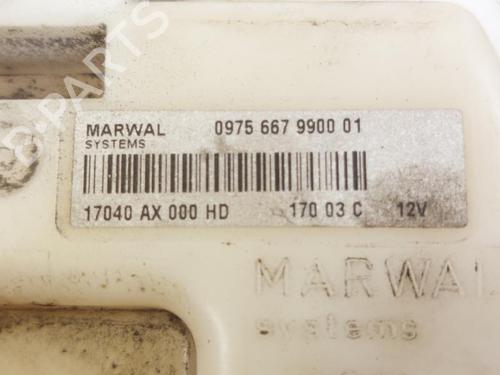 B-PARTS
MARWAL 0975 667 9900 01
SYSTEMS
17040 AX 000 HD 170 03 C 12V
MARWAL
systems